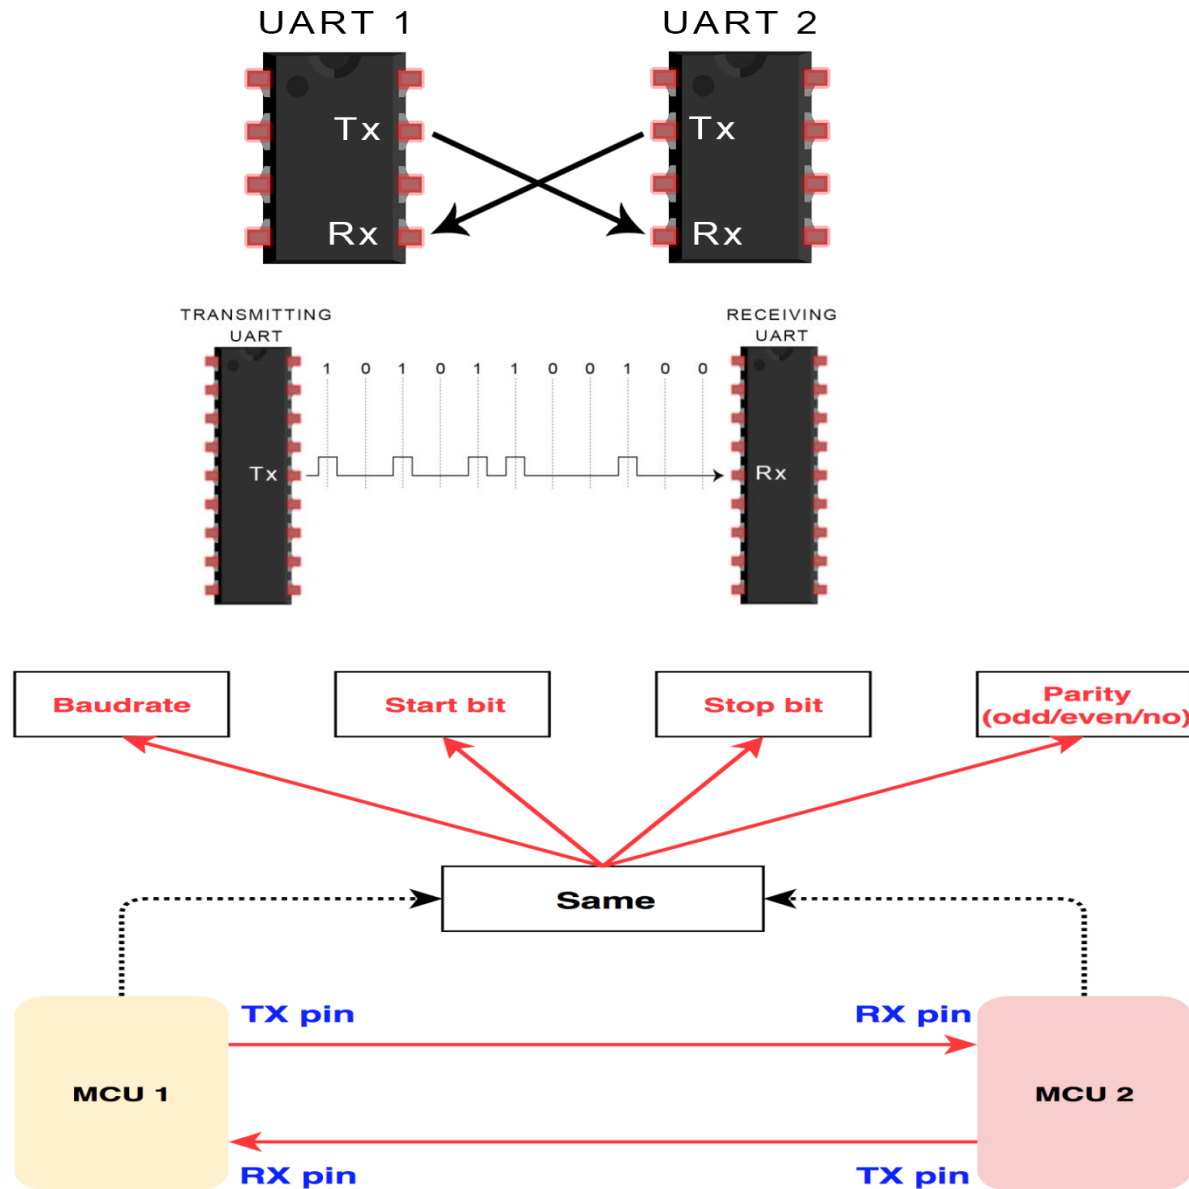 UART 1
UART 2
Tx
Tx
Rx
Rx
TRANSMITTING
UART
RECEIVING
UART
1 0 1 0 1 1 0 0 1 0 0
Tx
Rx
Baudrate
Start bit
Stop bit
Parity
(odd/even/no)
Same
TX pin
RX pin
MCU 1
MCU 2
RX pin
TX pin